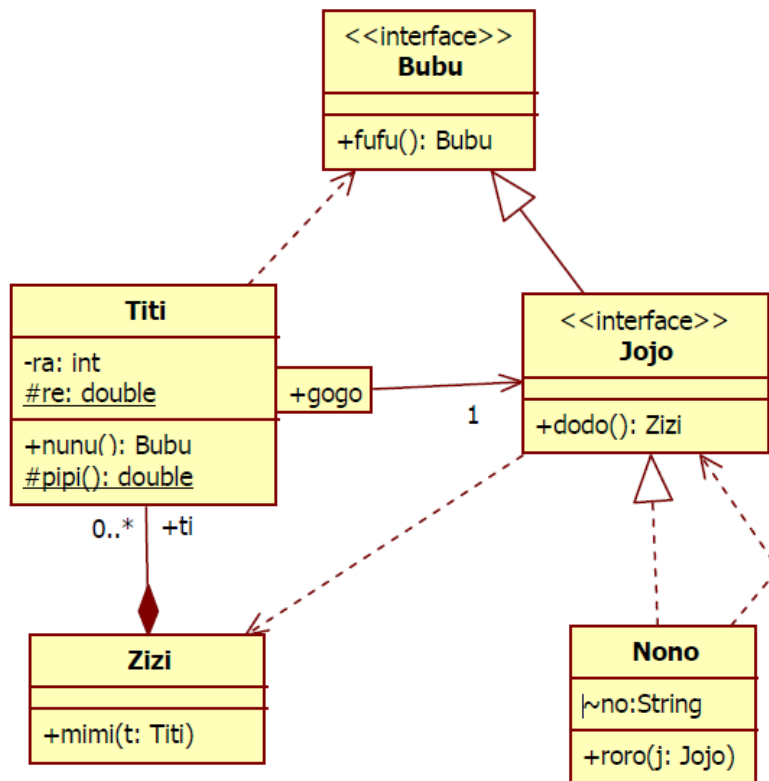 <<interface>>
Bubu
+fufu(): Bubu
Titi
-ra: int
#re: double
+nunu(): Bubu
#pipi(): double
+gogo
1
<<interface>>
Jojo
+dodo(): Zizi
0..*
+ti
Zizi
+mimi(t: Titi)
Nono
~no:String
+roro(j: Jojo)